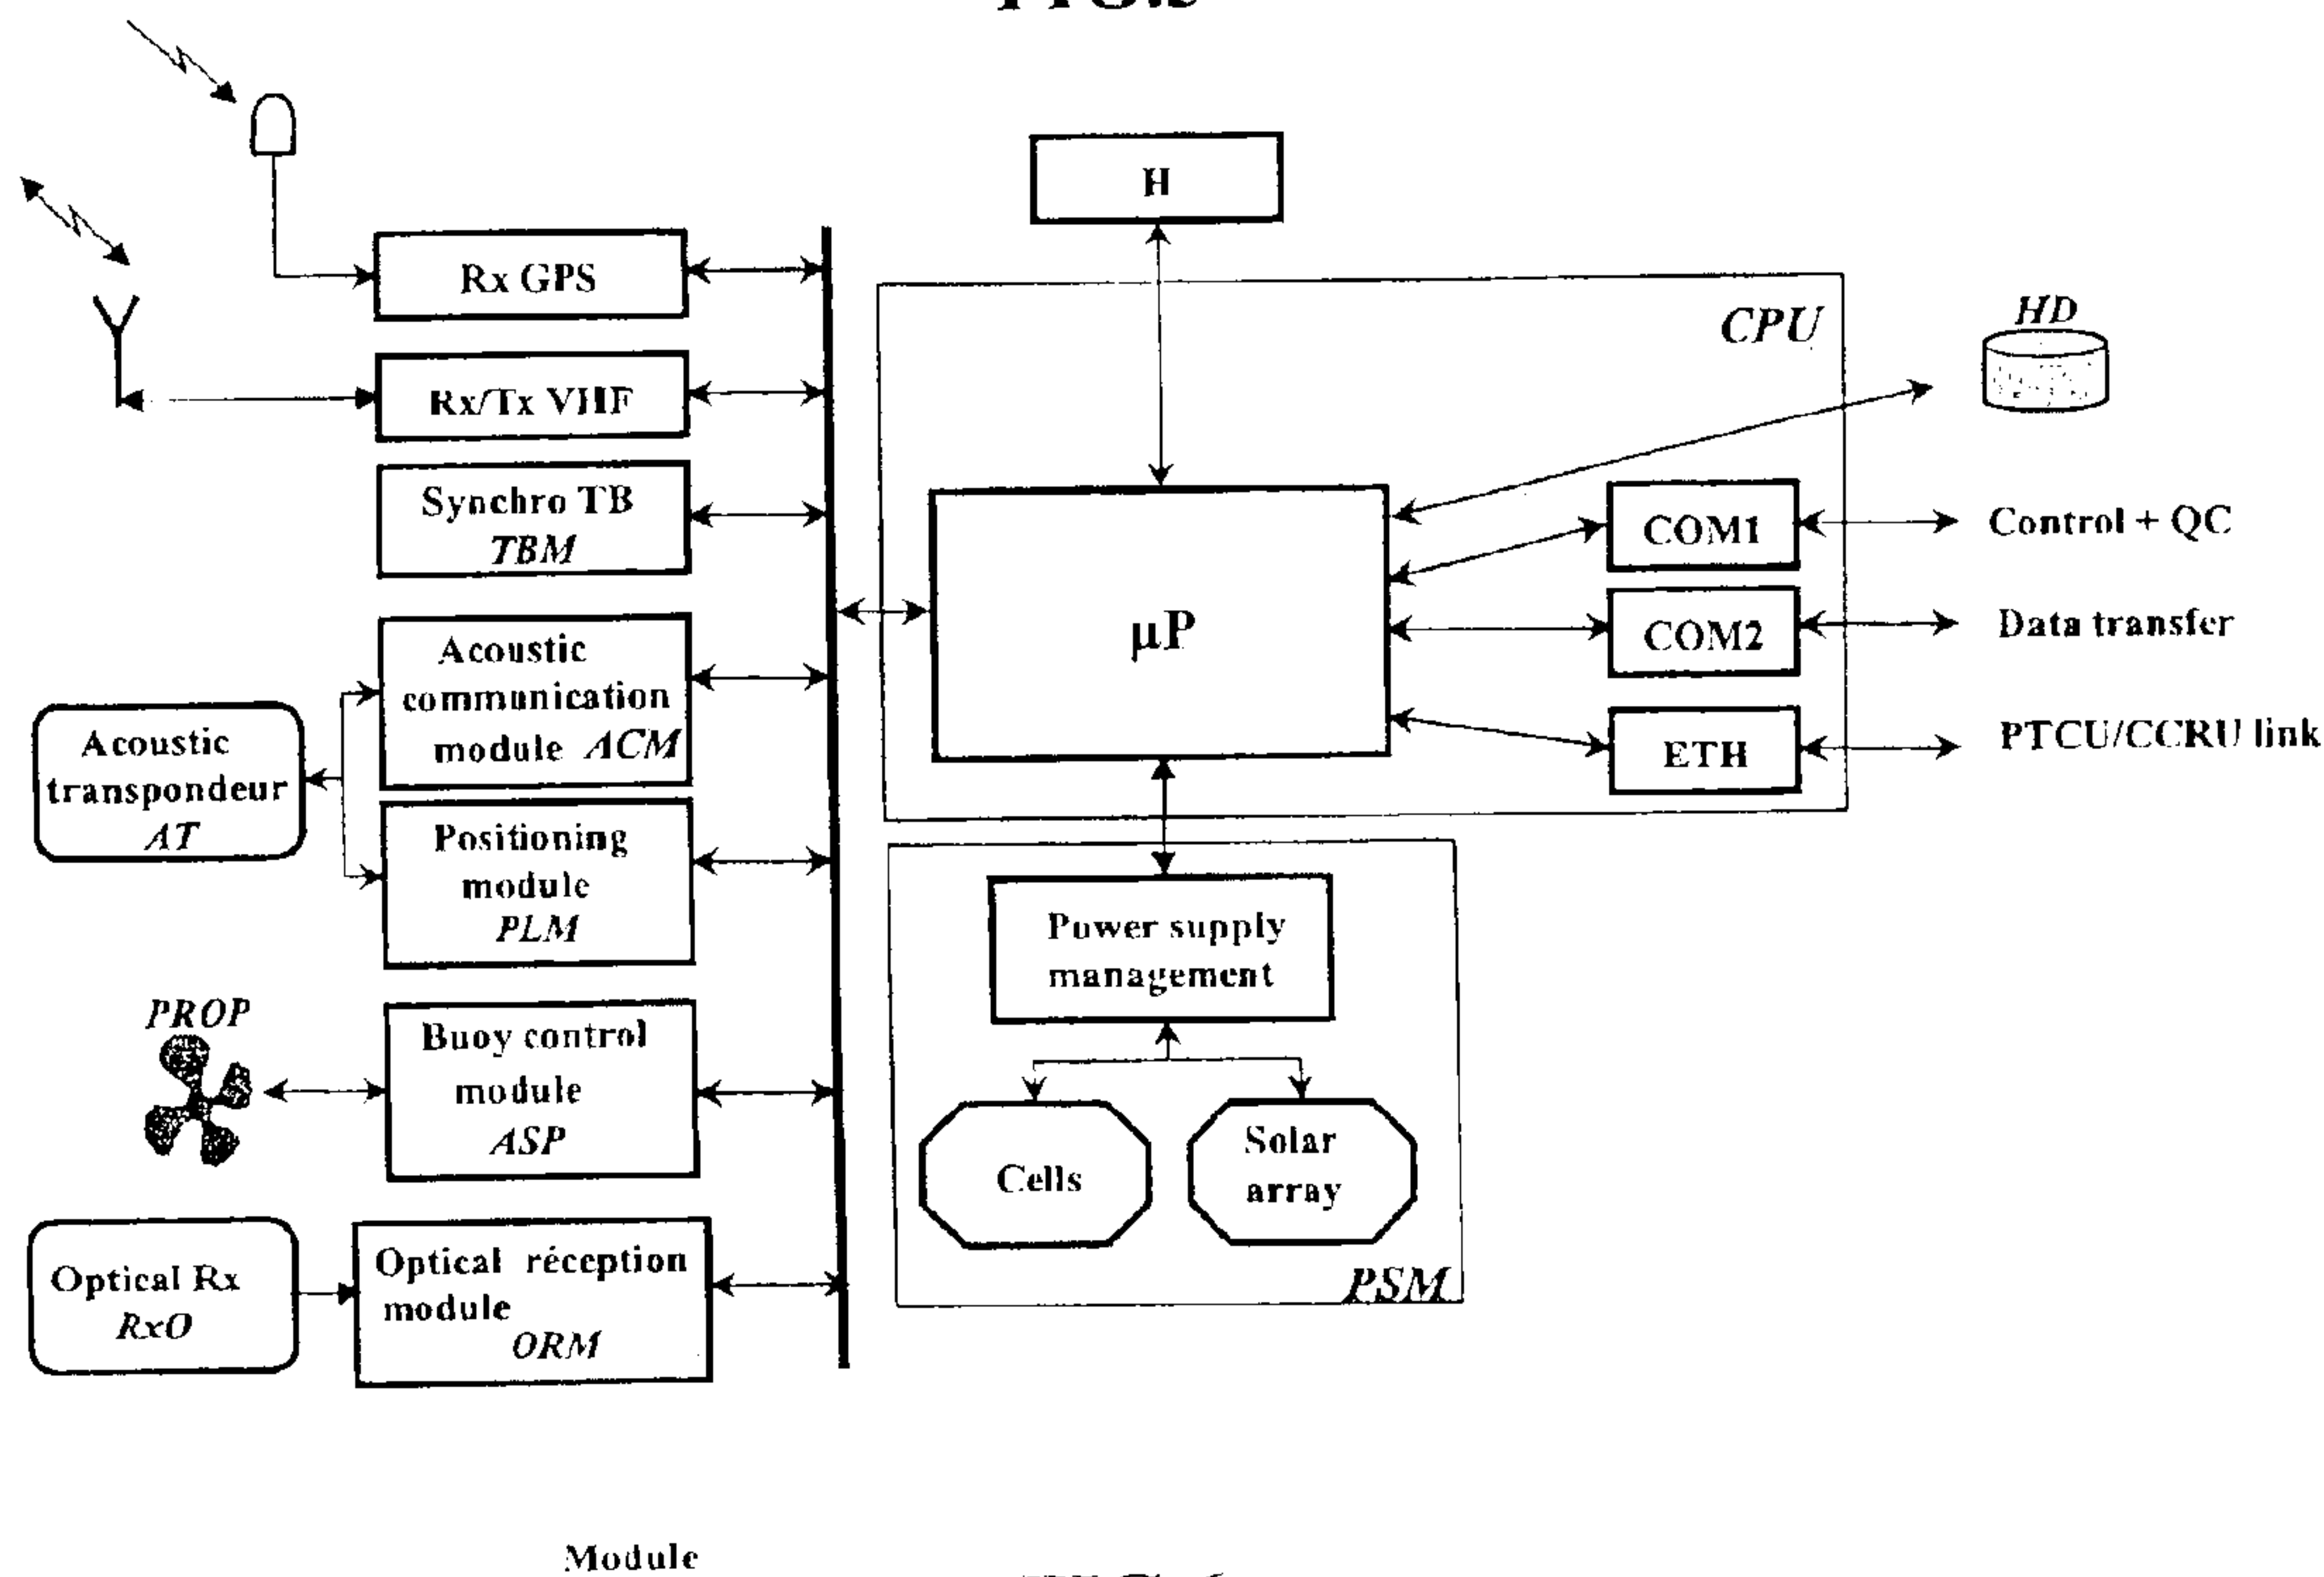 H
Rx GPS
CPU
HD
Rx/Tx VHF
Synchro TB
TBM
COM1
Control + QC
µP
COM2
Data transfer
Acoustic
communication
module ACM
ETH
PTCU/CCRU link
Acoustic
transpondeur
AT
Positioning
module
PLM
Power supply
management
PROP
Buoy control
module
ASP
Cells
Solar
array
PSM
Optical Rx
RxO
Optical réception
module
ORM
Module